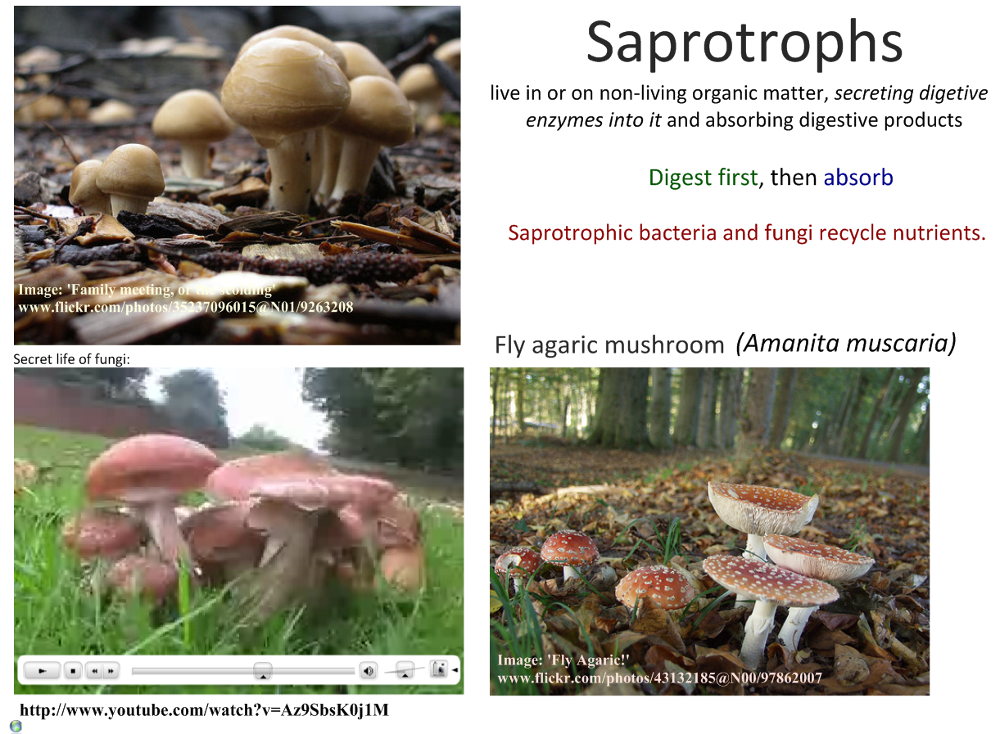 Saprotrophs
live in or on non-living organic matter, secreting digetive
enzymes into it and absorbing digestive products
Digest first, then absorb
Saprotrophic bacteria and fungi recycle nutrients.
Image: 'Family meeting, or the scolding'
www.flickr.com/photos/35237096015@N01/9263208
Secret life of fungi:
Fly agaric mushroom (Amanita muscaria)
Image: 'Fly Agaric!'
www.flickr.com/photos/43132185@N00/97862007
http://www.youtube.com/watch?v=Az9SbsK0j1M